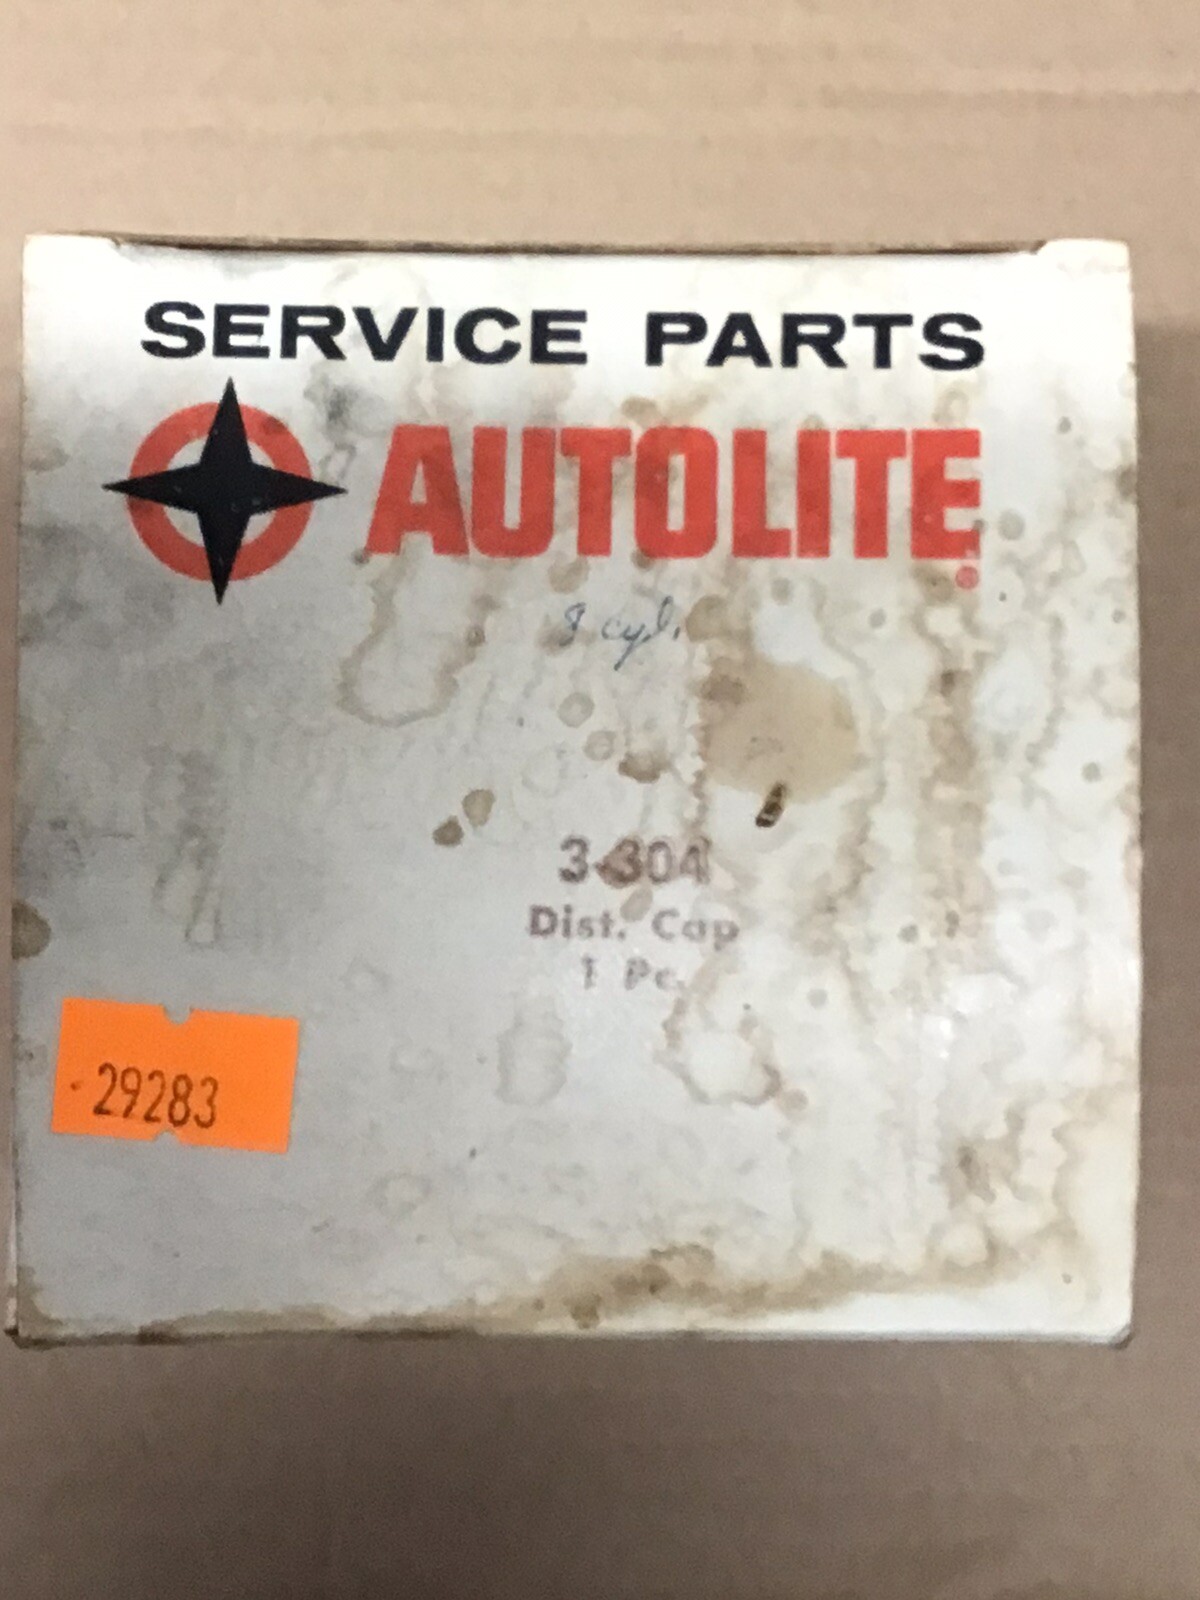 SERVICE PARTS
AUTOLITE®
8 cyl.
3-304
Dist. Cap
1 Pc.
29283